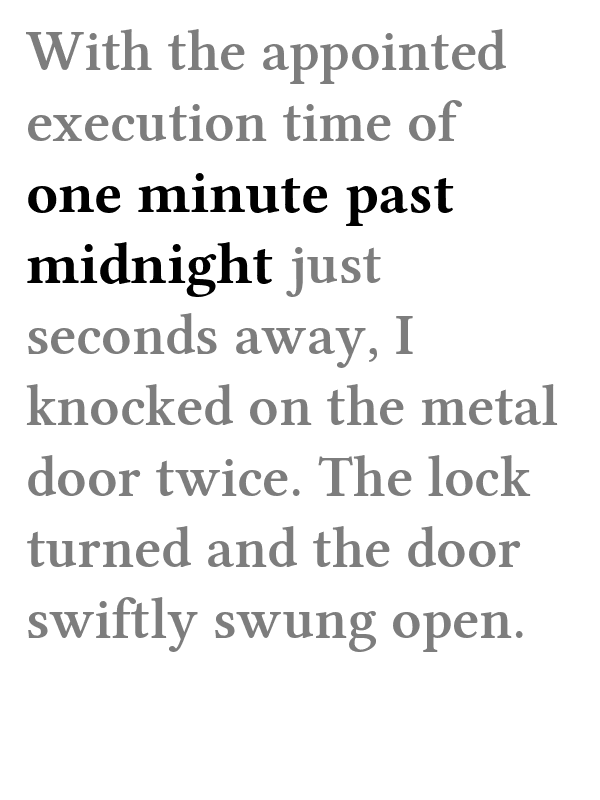 With the appointed
execution time of
one minute past
midnight just
seconds away, I
knocked on the metal
door twice. The lock
turned and the door
swiftly swung open.